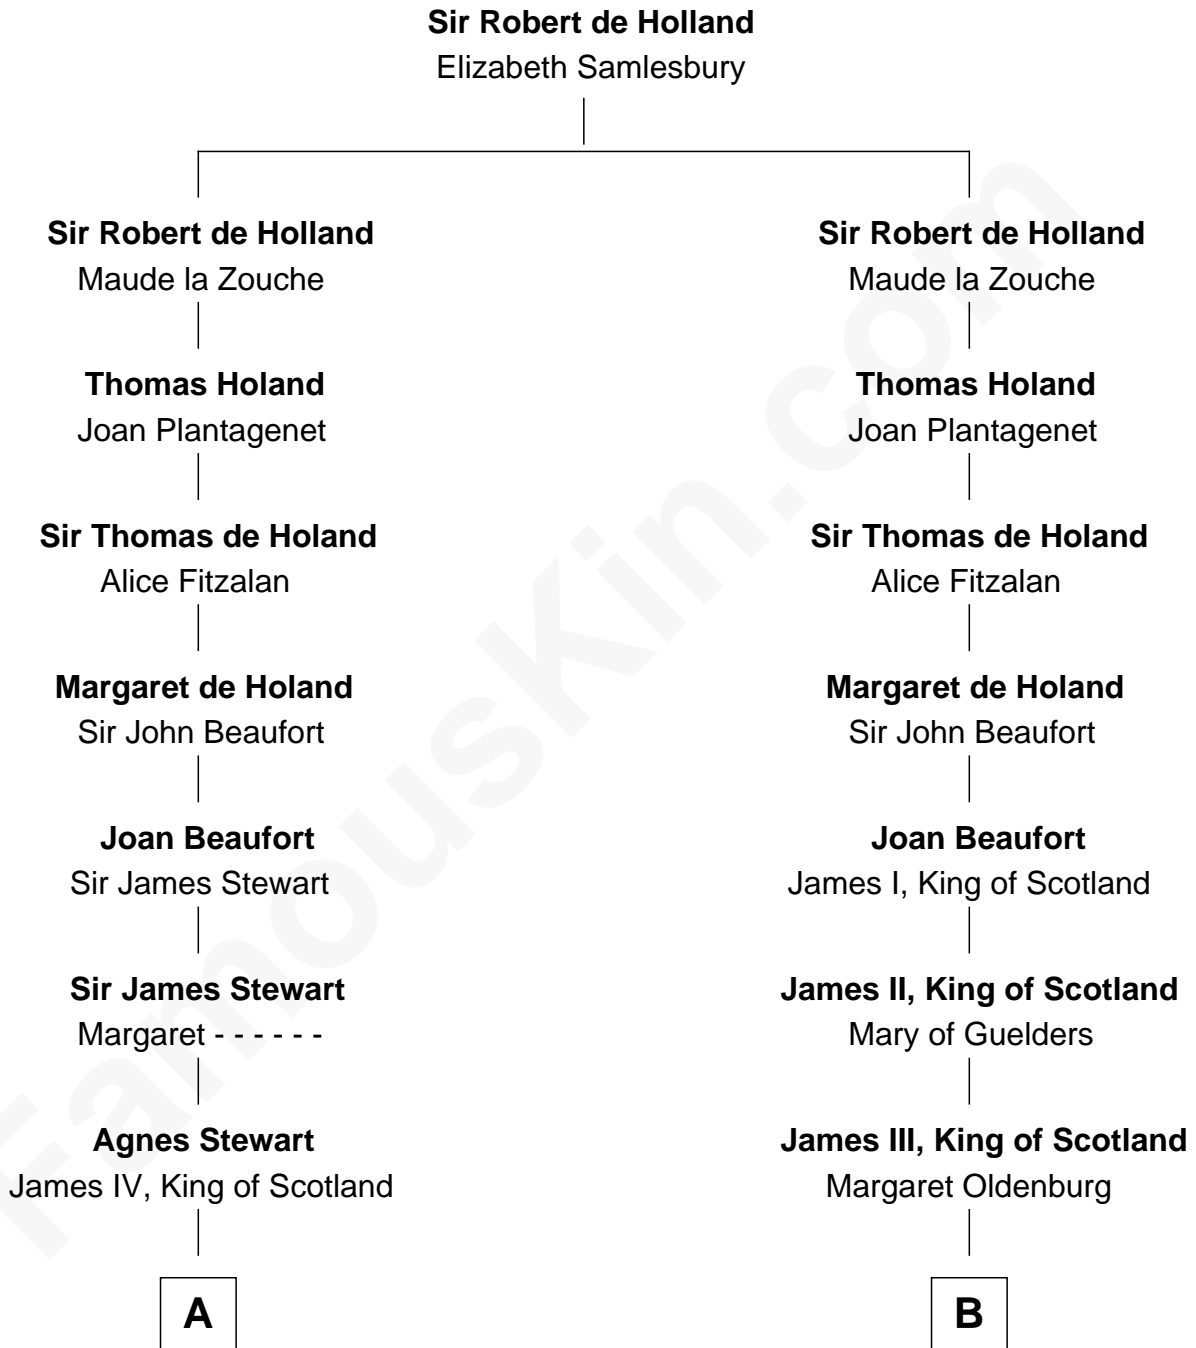 Sir Robert de Holland
Elizabeth Samlesbury
Sir Robert de Holland
Maude la Zouche
Thomas Holand
Joan Plantagenet
Sir Thomas de Holand
Alice Fitzalan
Margaret de Holand
Sir John Beaufort
Joan Beaufort
Sir James Stewart
Sir James Stewart
Margaret - - - - - -
Agnes Stewart
James IV, King of Scotland
A
Sir Robert de Holland
Maude la Zouche
Thomas Holand
Joan Plantagenet
Sir Thomas de Holand
Alice Fitzalan
Margaret de Holand
Sir John Beaufort
Joan Beaufort
James I, King of Scotland
James II, King of Scotland
Mary of Guelders
James III, King of Scotland
Margaret Oldenburg
B
FamousKin.com